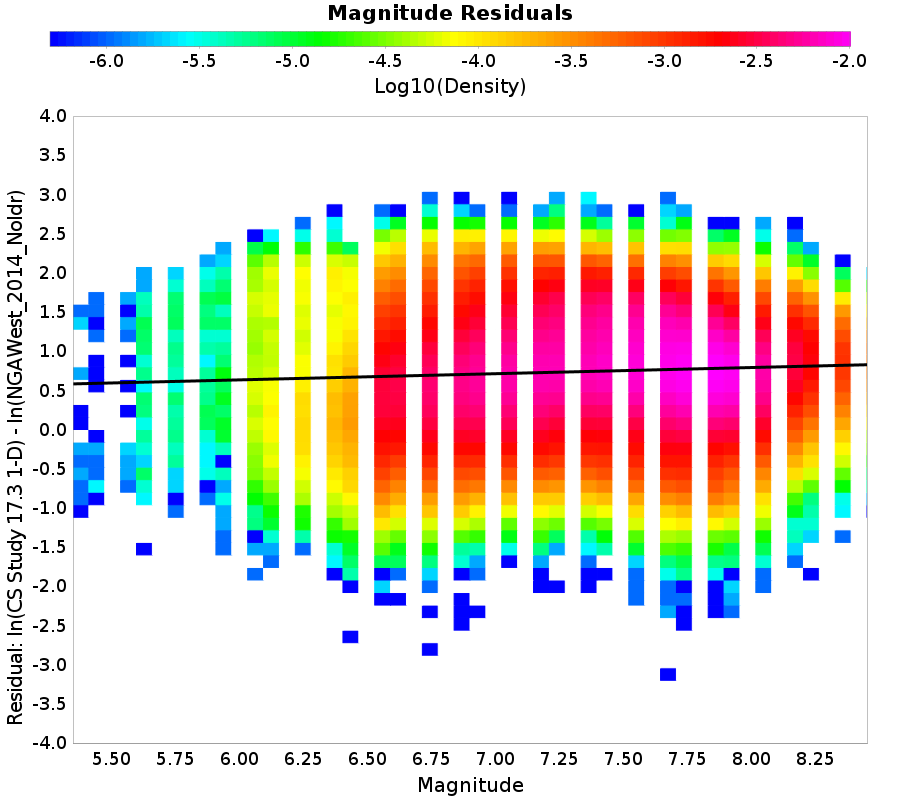 Magnitude Residuals
-6.0 -5.5 -5.0 -4.5 -4.0 -3.5 -3.0 -2.5 -2.0
Log10(Density)
Residual: ln(CS Study 17.3 1-D) - ln(NGAWest_2014_NoIdr)
4.0
3.5
3.0
2.5
2.0
1.5
1.0
0.5
0.0
-0.5
-1.0
-1.5
-2.0
-2.5
-3.0
-3.5
-4.0
5.50 5.75 6.00 6.25 6.50 6.75 7.00 7.25 7.50 7.75 8.00 8.25
Magnitude